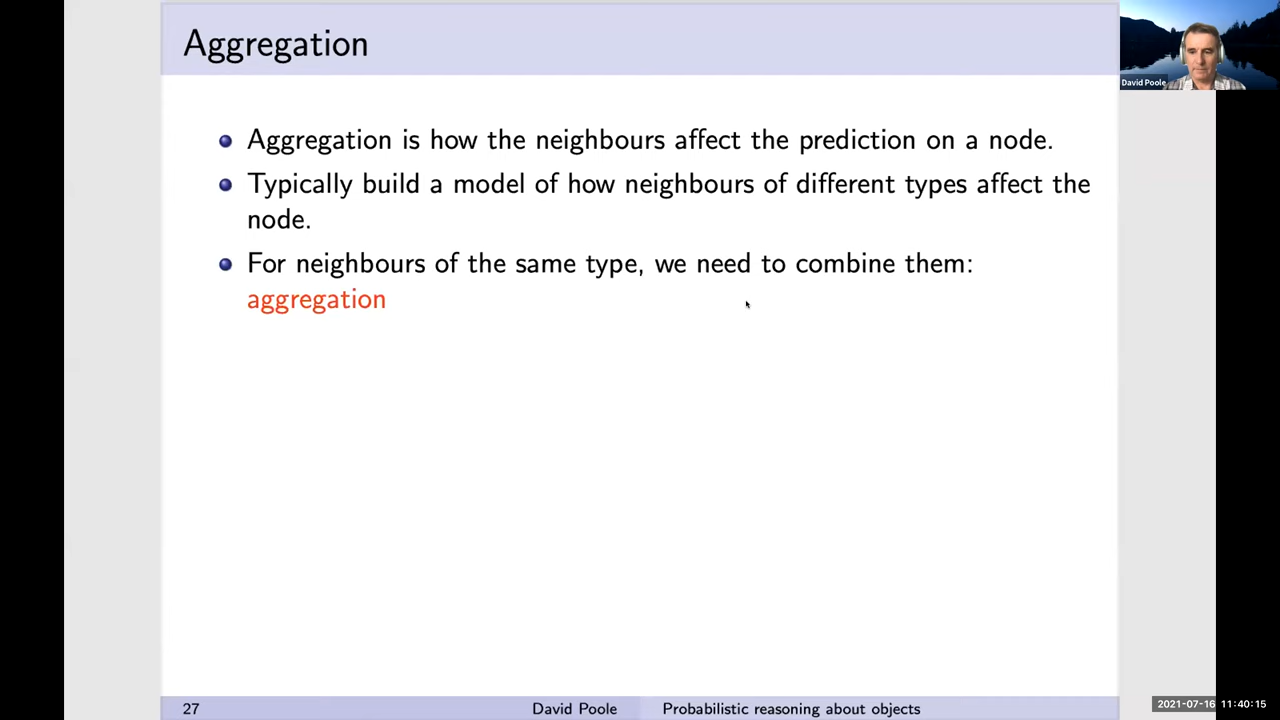 Aggregation
David Poole
Aggregation is how the neighbours affect the prediction on a node.
Typically build a model of how neighbours of different types affect the
node.
For neighbours of the same type, we need to combine them:
aggregation
27
David Poole
Probabilistic reasoning about objects
2021-07-16 11:40:15